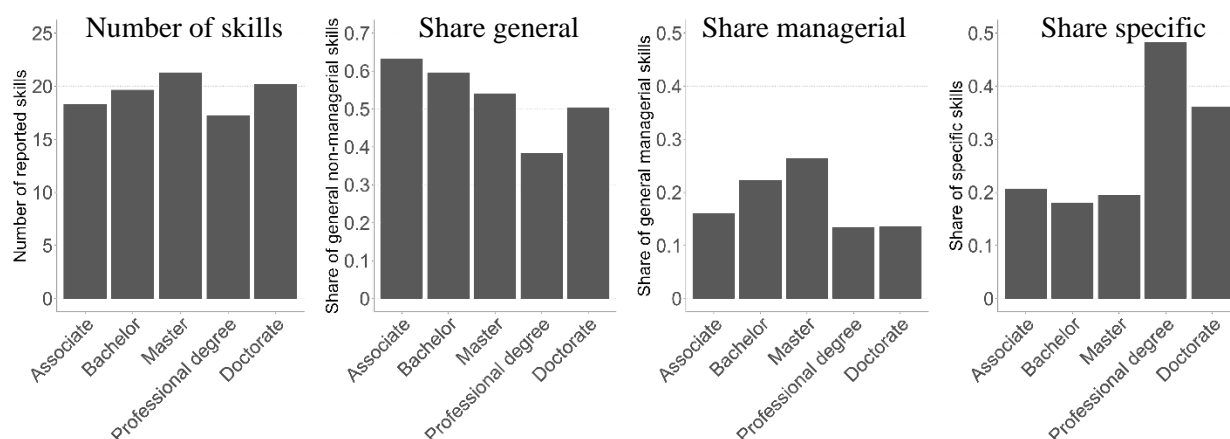 Number of skills
Number of reported skills
25
20
15
10
5
0
Associate
Bachelor
Master
Professional degree
Doctorate
Share general
Share of general non-managerial skills
0.7
0.6
0.5
0.4
0.3
0.2
0.1
0
Associate
Bachelor
Master
Professional degree
Doctorate
Share managerial
Share of general managerial skills
0.5
0.4
0.3
0.2
0.1
0
Associate
Bachelor
Master
Professional degree
Doctorate
Share specific
Share of specific skills
0.5
0.4
0.3
0.2
0.1
0
Associate
Bachelor
Master
Professional degree
Doctorate